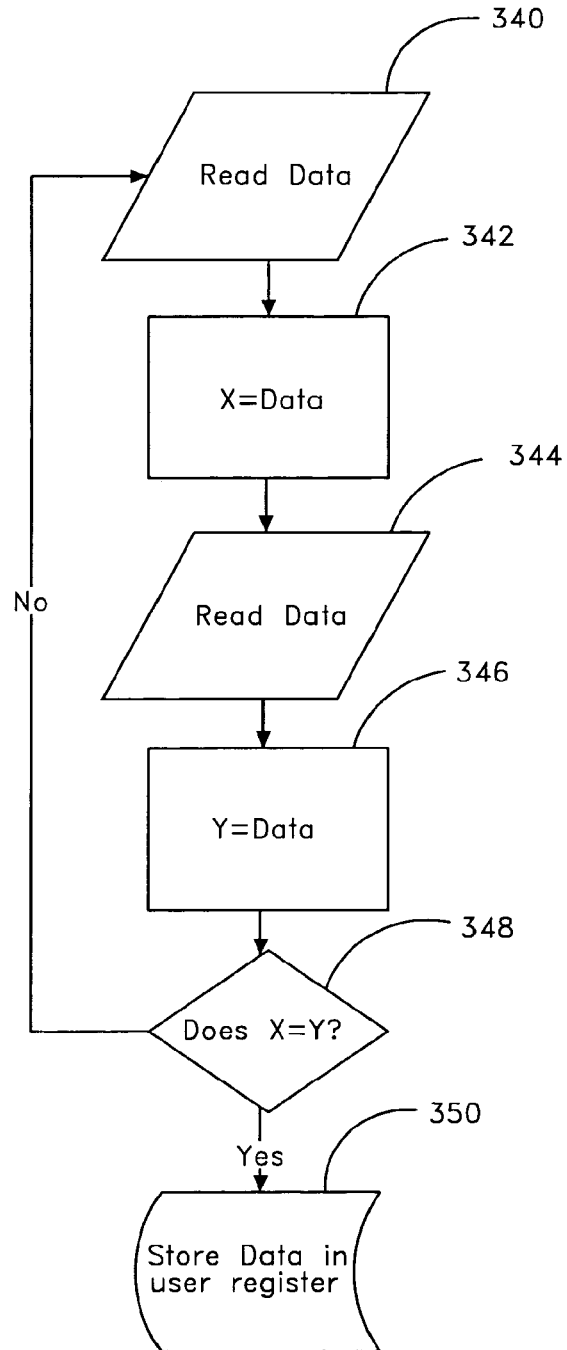 340
Read Data
342
X=Data
344
Read Data
No
346
Y=Data
348
Does X=Y?
350
Yes
Store Data in
user register